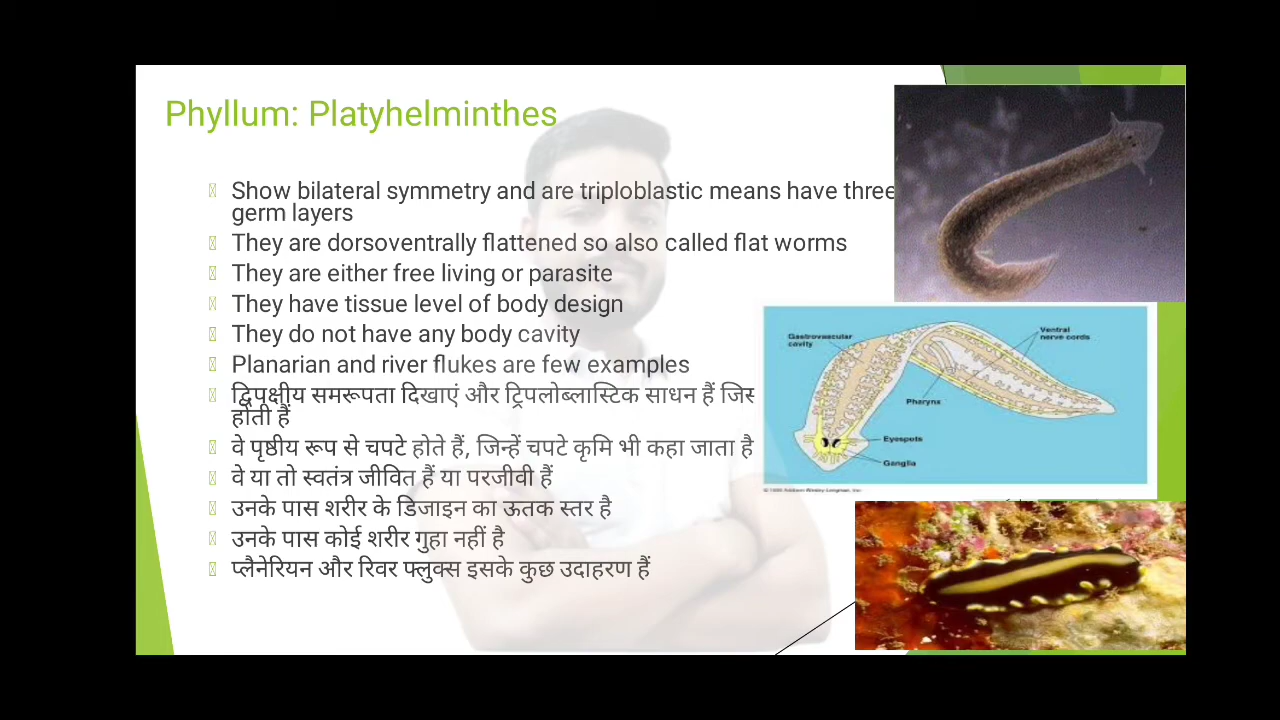 Phyllum: Platyhelminthes
Show bilateral symmetry and are triploblastic means have three
germ layers
They are dorsoventrally flattened so also called flat worms
They are either free living or parasite
They have tissue level of body design
They do not have any body cavity
Planarian and river flukes are few examples
द्विपक्षीय समरूपता दिखाएं और ट्रिपलोब्लास्टिक साधन हैं जिस
होती हैं
वे पृष्ठीय रूप से चपटे होते हैं, जिन्हें चपटे कृमि भी कहा जाता है
वे या तो स्वतंत्र जीवित हैं या परजीवी हैं
उनके पास शरीर के डिजाइन का ऊतक स्तर है
उनके पास कोई शरीर गुहा नहीं है
प्लैनेरियन और रिवर फ्लुक्स इसके कुछ उदाहरण हैं
Gastrovascular
cavity
Ventral
nerve cords
Pharynx
Eyespots
Ganglia